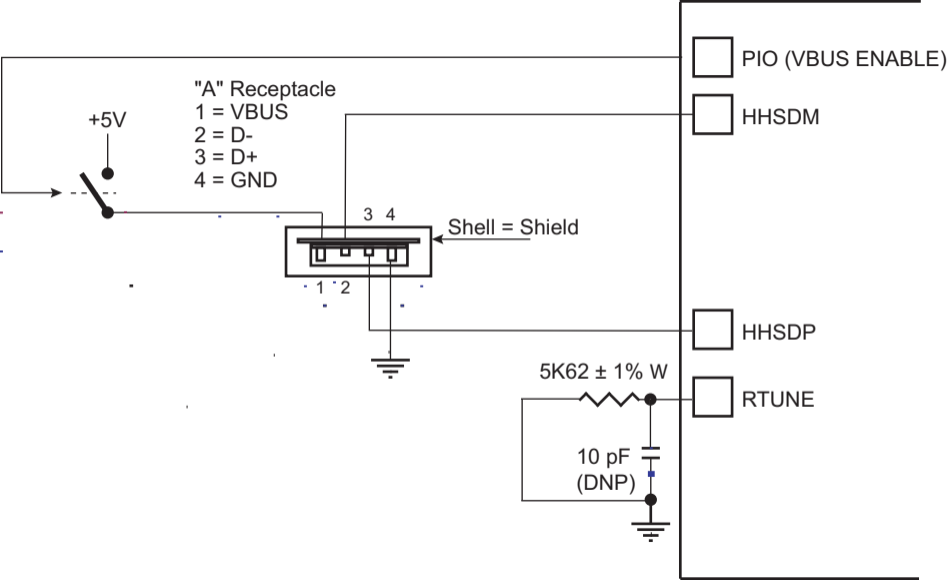 PIO (VBUS ENABLE)
"A" Receptacle
1 = VBUS
2 = D-
3 = D+
4 = GND
+5V
HHSDM
3 4
Shell = Shield
1 2
HHSDP
5K62 ± 1% W
RTUNE
10 pF
(DNP)